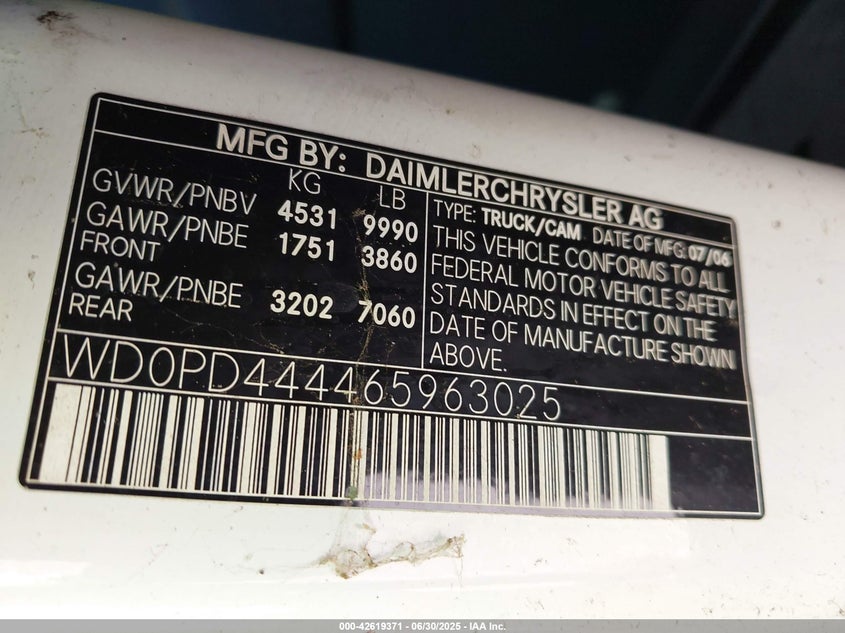 MFG BY: DAIMLERCHRYSLER AG
KG LB
GVWR/PNBV 4531 9990
GAWR/PNBE 1751 3860
FRONT
GAWR/PNBE 3202 7060
REAR
TYPE: TRUCK/CAM DATE OF MFG: 07/06
THIS VEHICLE CONFORMS TO ALL
FEDERAL MOTOR VEHICLE SAFETY
STANDARDS IN EFFECT ON THE
DATE OF MANUFACTURE SHOWN
ABOVE.
WD0PD444465963025
000-42619371 - 06/30/2025 - IAA Inc.